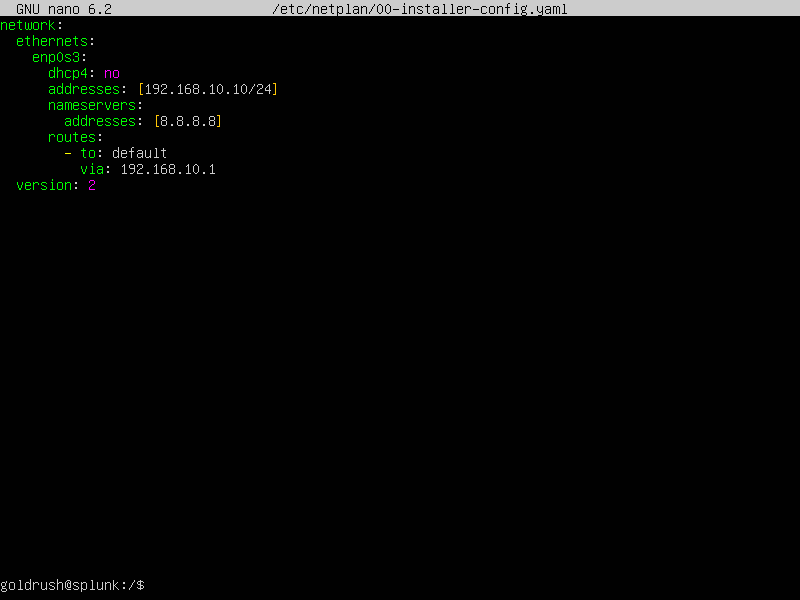 GNU nano 6.2 /etc/netplan/00-installer-config.yaml
network:
  ethernets:
    enp0s3:
      dhcp4: no
      addresses: [192.168.10.10/24]
      nameservers:
        addresses: [8.8.8.8]
      routes:
        - to: default
          via: 192.168.10.1
  version: 2
goldrush@splunk:/$